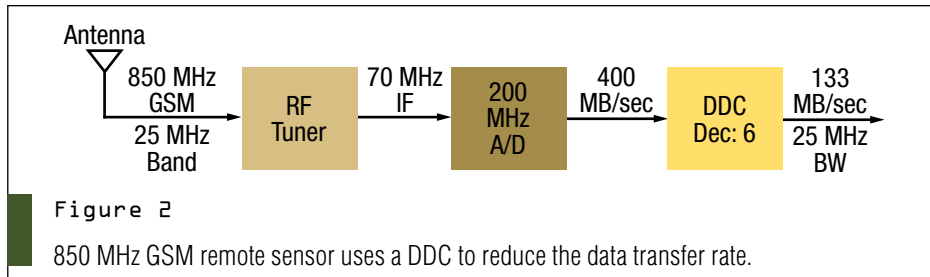 Antenna
850 MHz
GSM
25 MHz
Band
RF
Tuner
70 MHz
IF
200
MHz
A/D
400
MB/sec
DDC
Dec: 6
133
MB/sec
25 MHz
BW
Figure 2
850 MHz GSM remote sensor uses a DDC to reduce the data transfer rate.